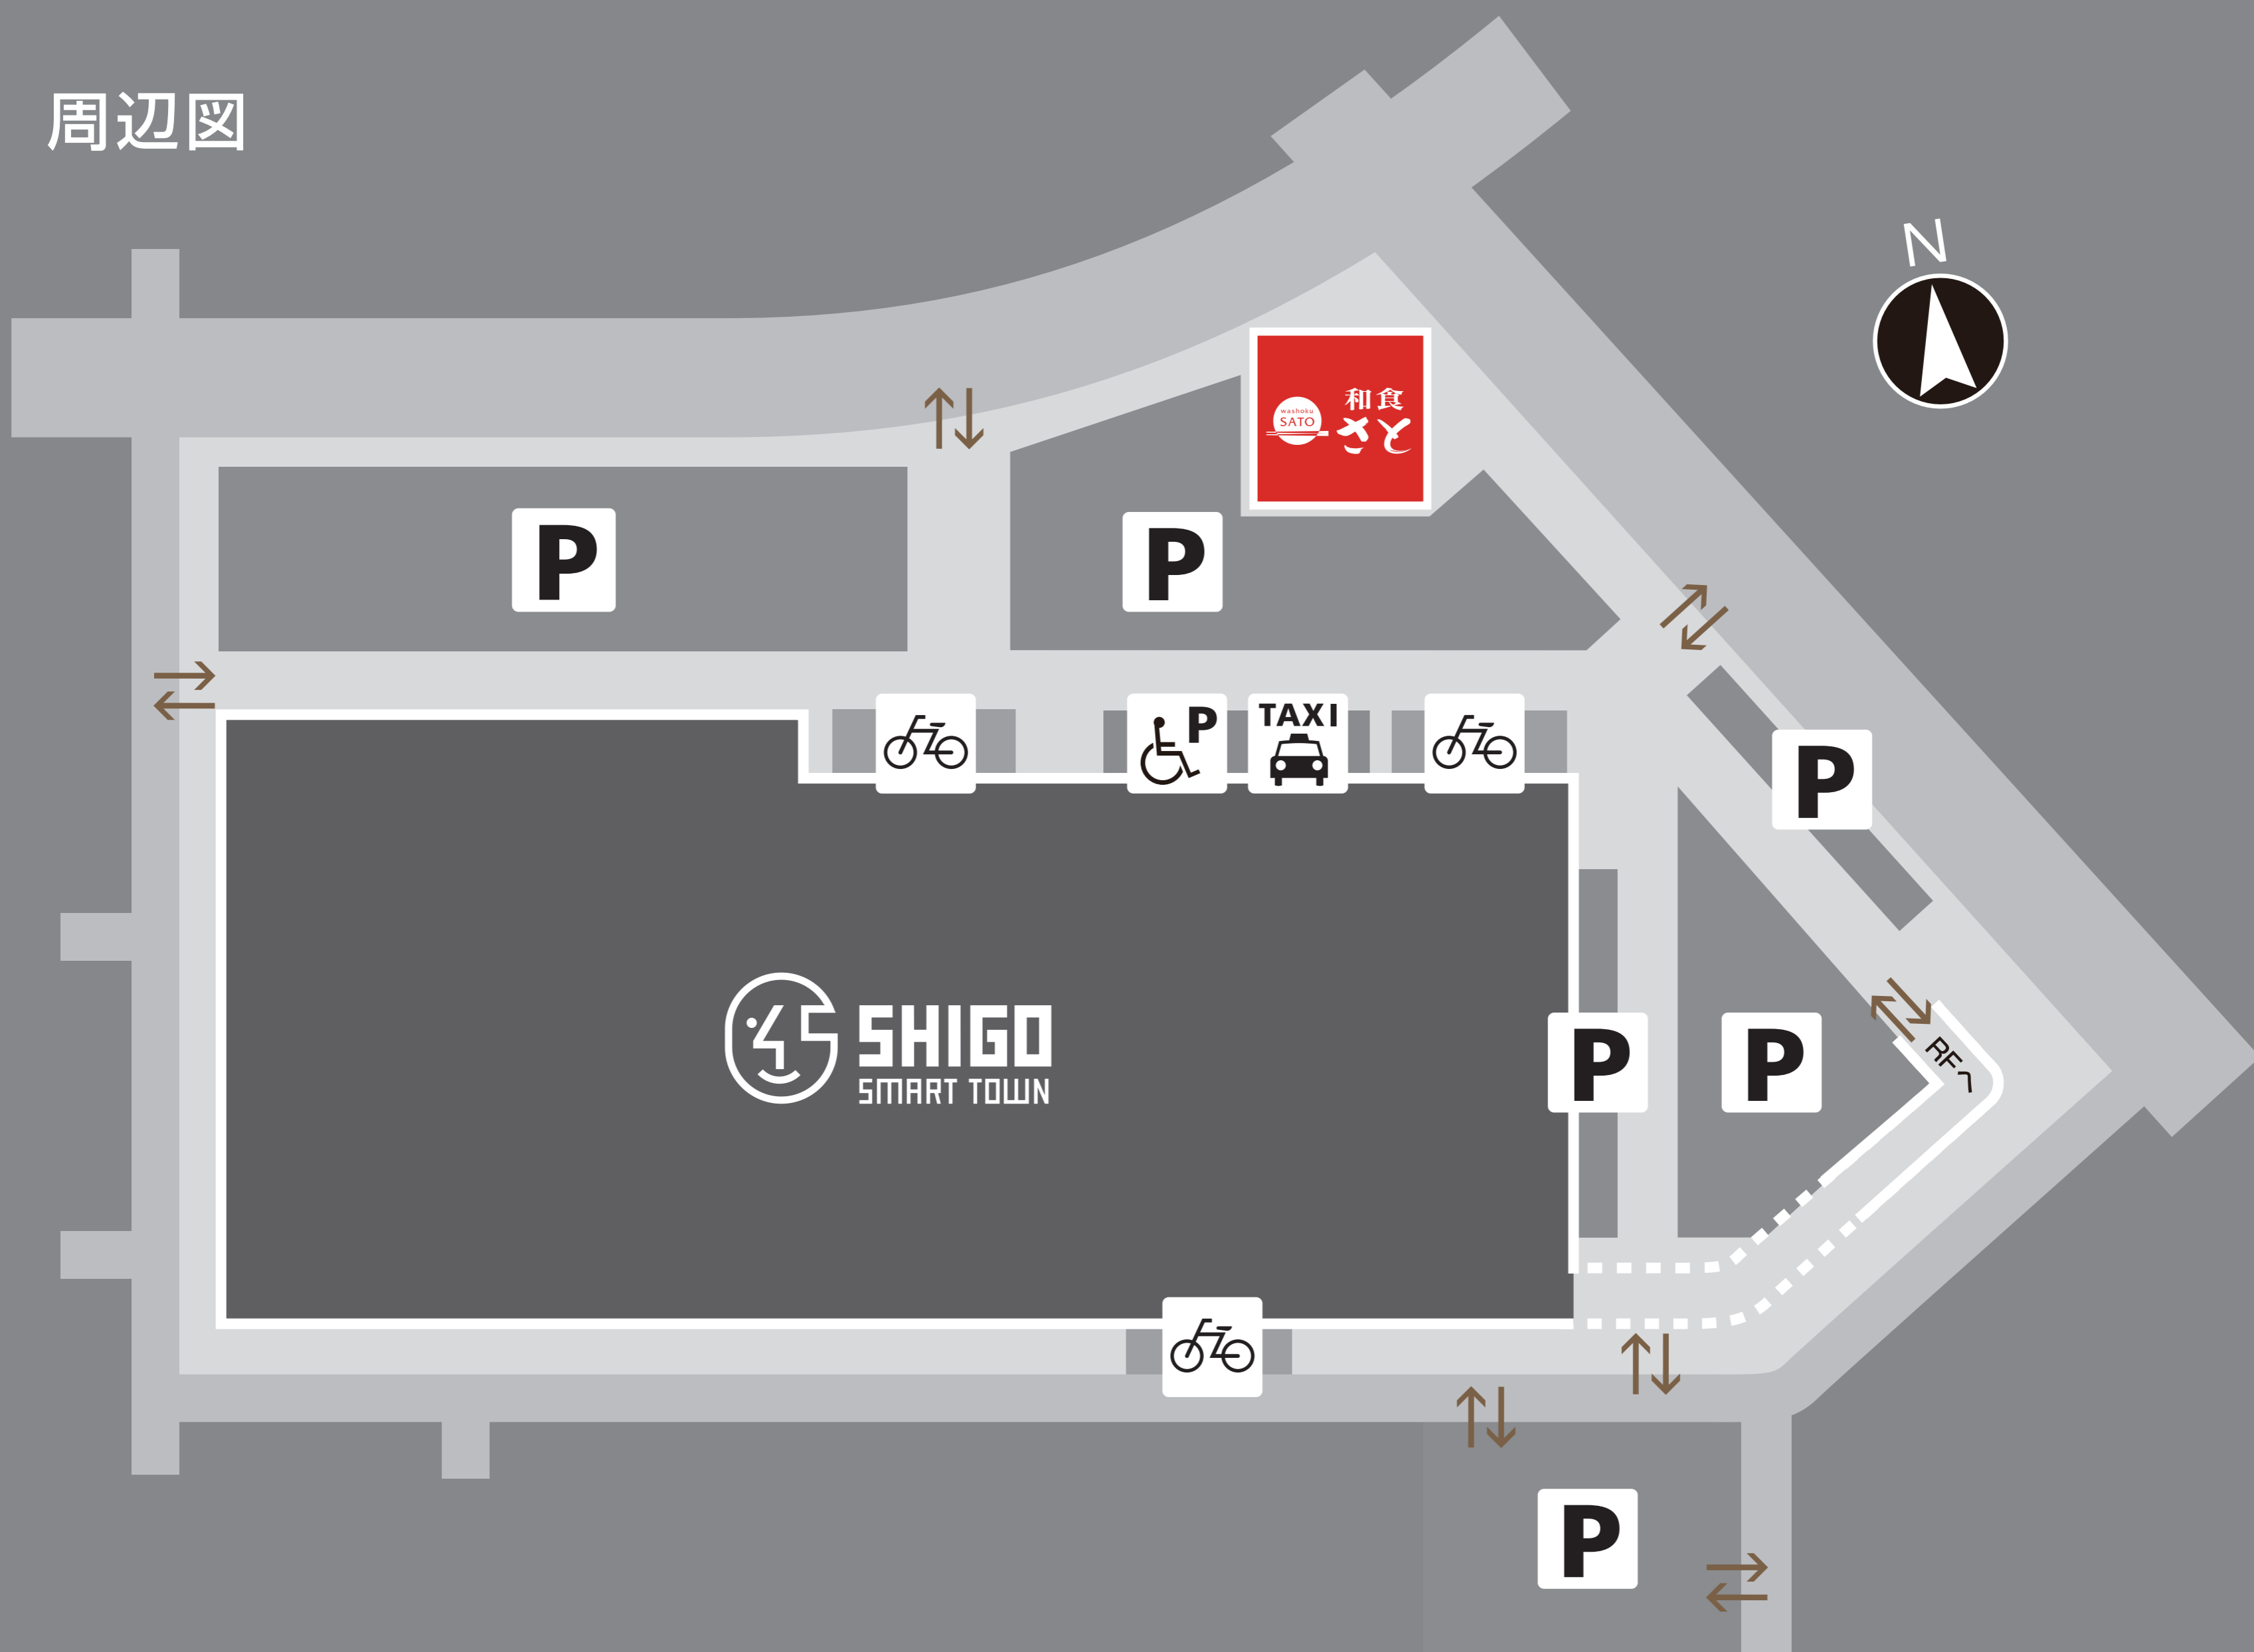 周辺図
N
washoku
SATO
和食
さと
P
P
P
TAXI
P
SHIGO
SMART TOWN
P
P
RFへ
P